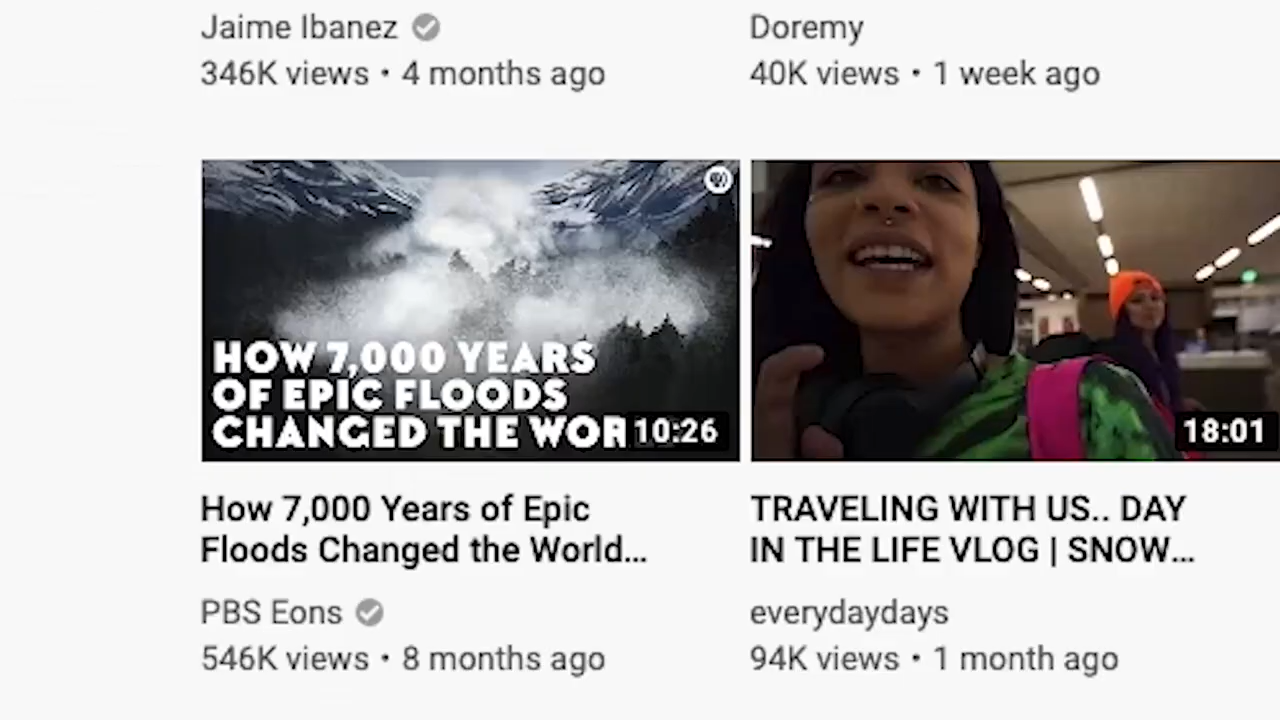 Jaime Ibanez
346K views • 4 months ago
Doremy
40K views • 1 week ago
HOW 7,000 YEARS
OF EPIC FLOODS
CHANGED THE WOR
10:26
18:01
How 7,000 Years of Epic
Floods Changed the World...
PBS Eons
546K views • 8 months ago
TRAVELING WITH US.. DAY
IN THE LIFE VLOG | SNOW...
everydaydays
94K views • 1 month ago